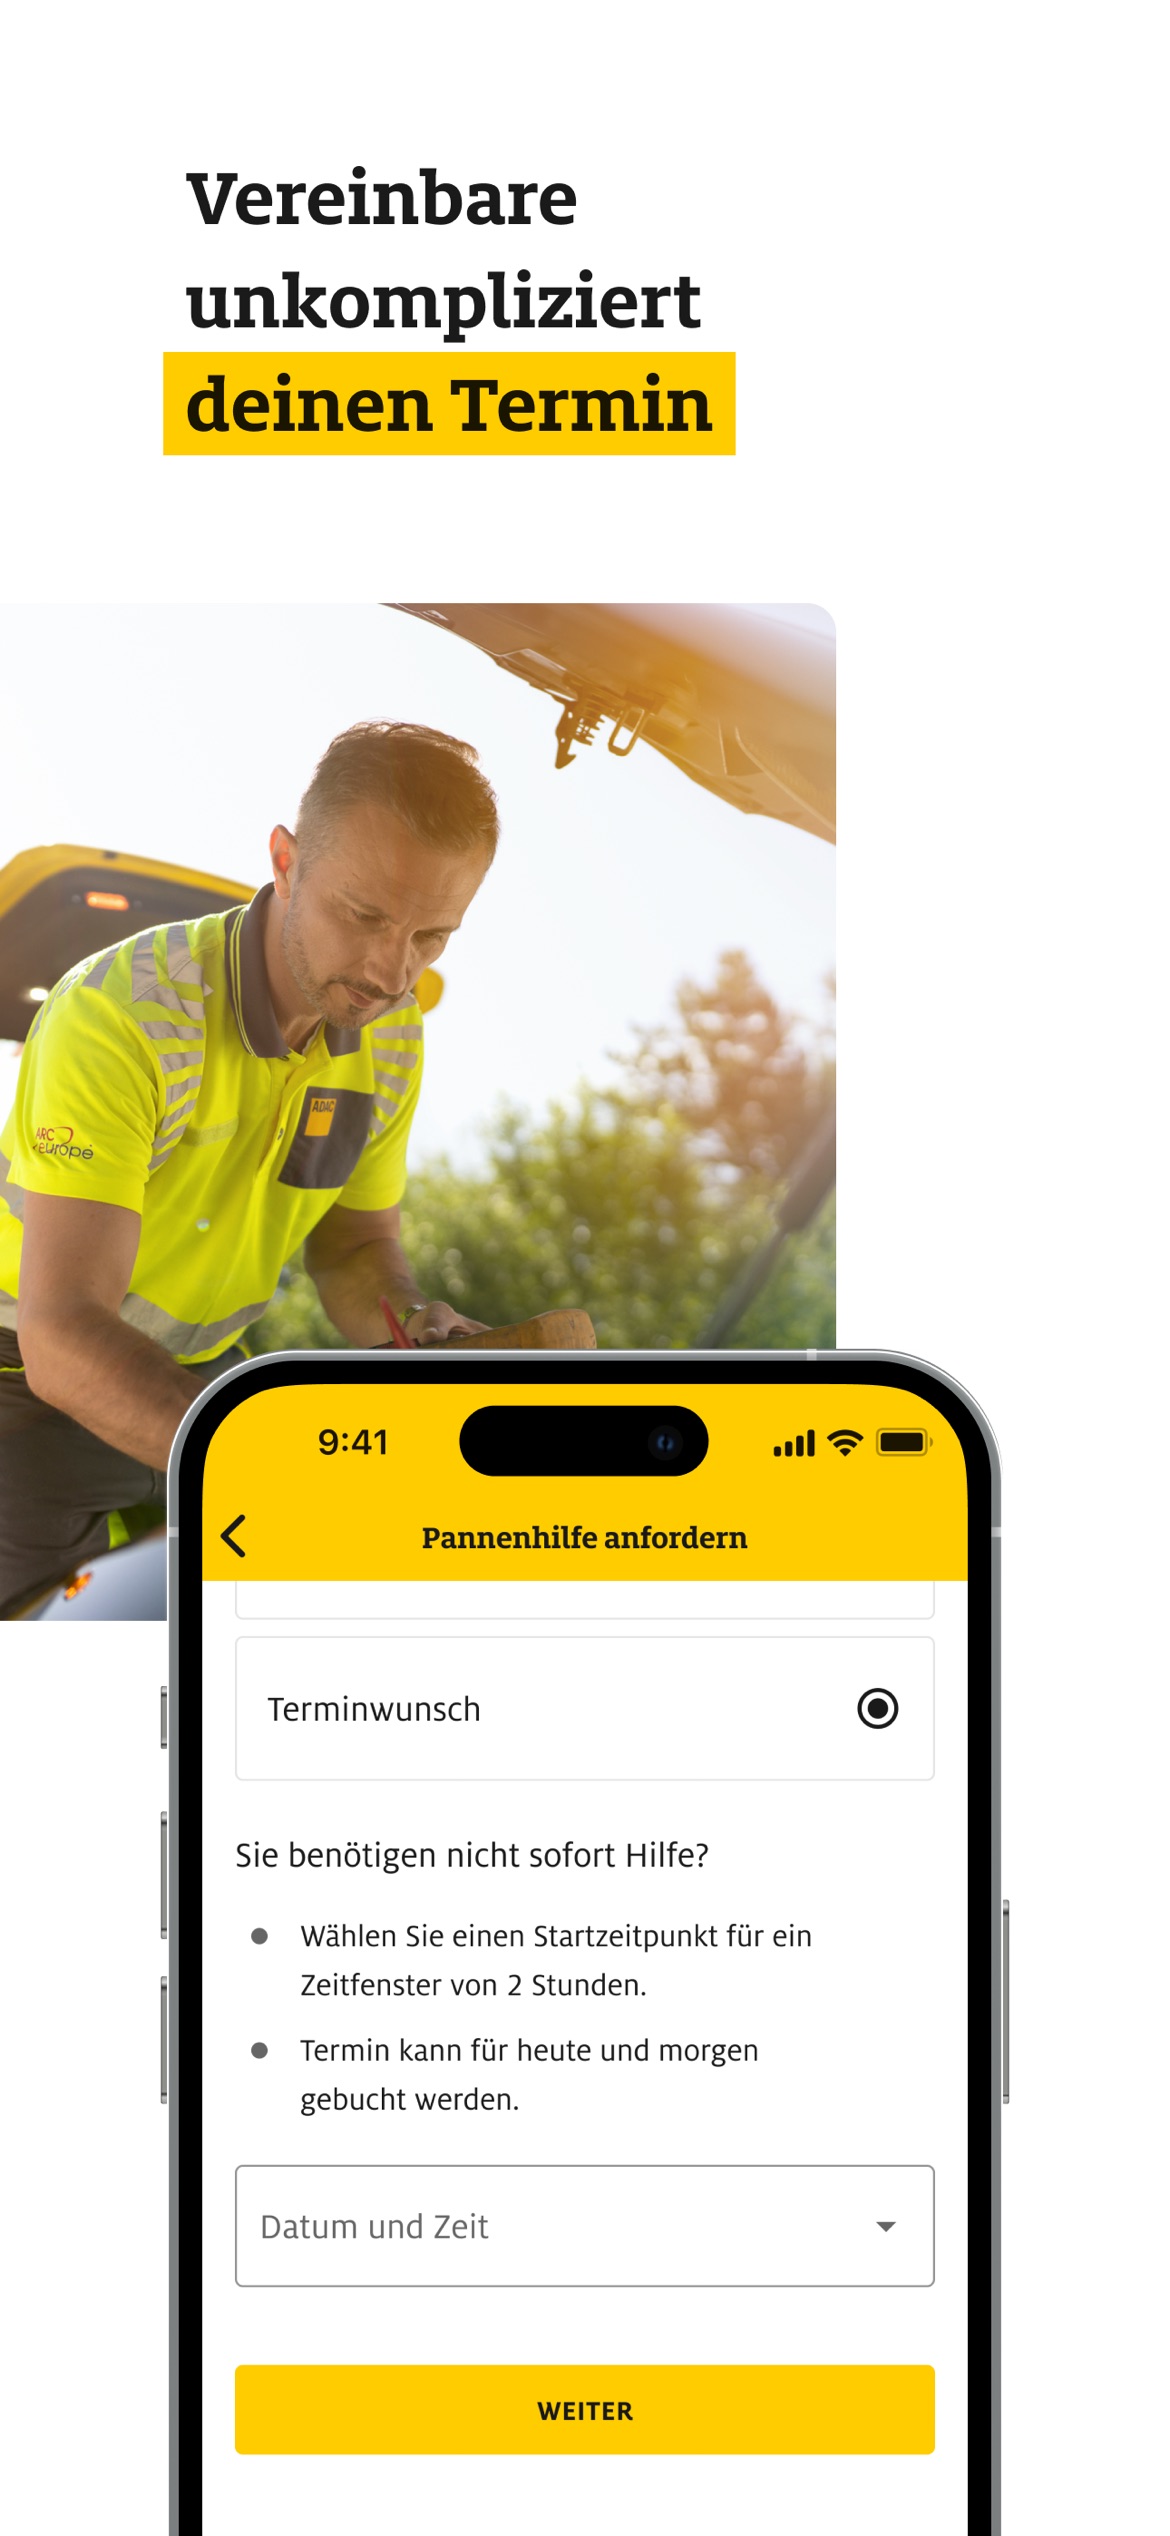 Vereinbare
unkompliziert
deinen Termin
ADAC
ARC
europe
9:41
Pannenhilfe anfordern
Terminwunsch
Sie benötigen nicht sofort Hilfe?
Wählen Sie einen Startzeitpunkt für ein
Zeitfenster von 2 Stunden.
Termin kann für heute und morgen
gebucht werden.
Datum und Zeit
WEITER